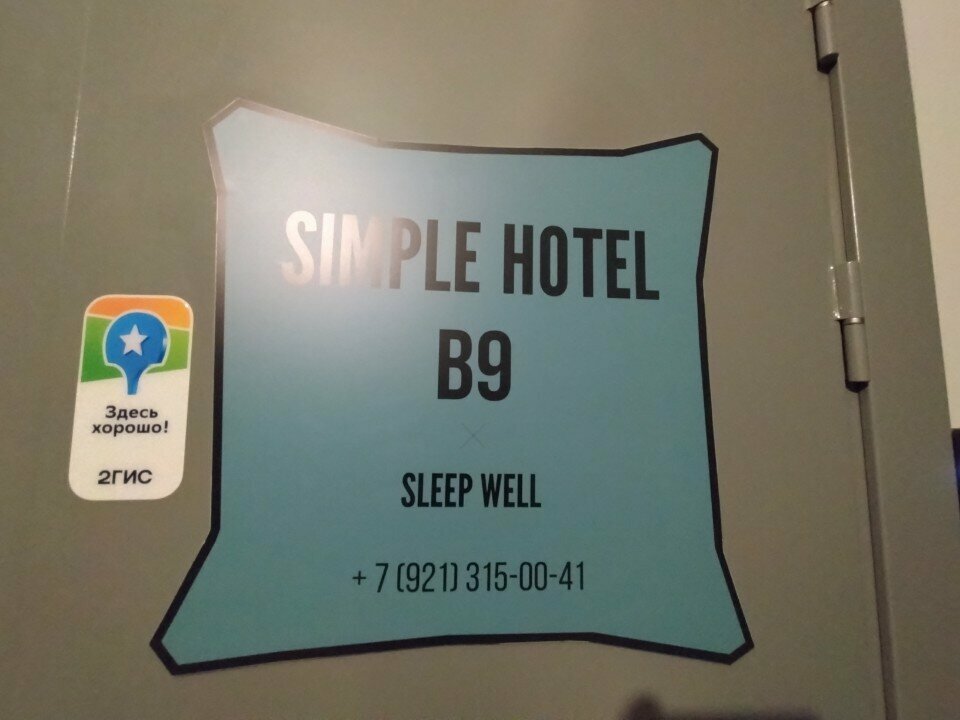 SIMPLE HOTEL
B9
SLEEP WELL
+ 7 (921) 315-00-41
Здесь
хорошо!
2ГИС